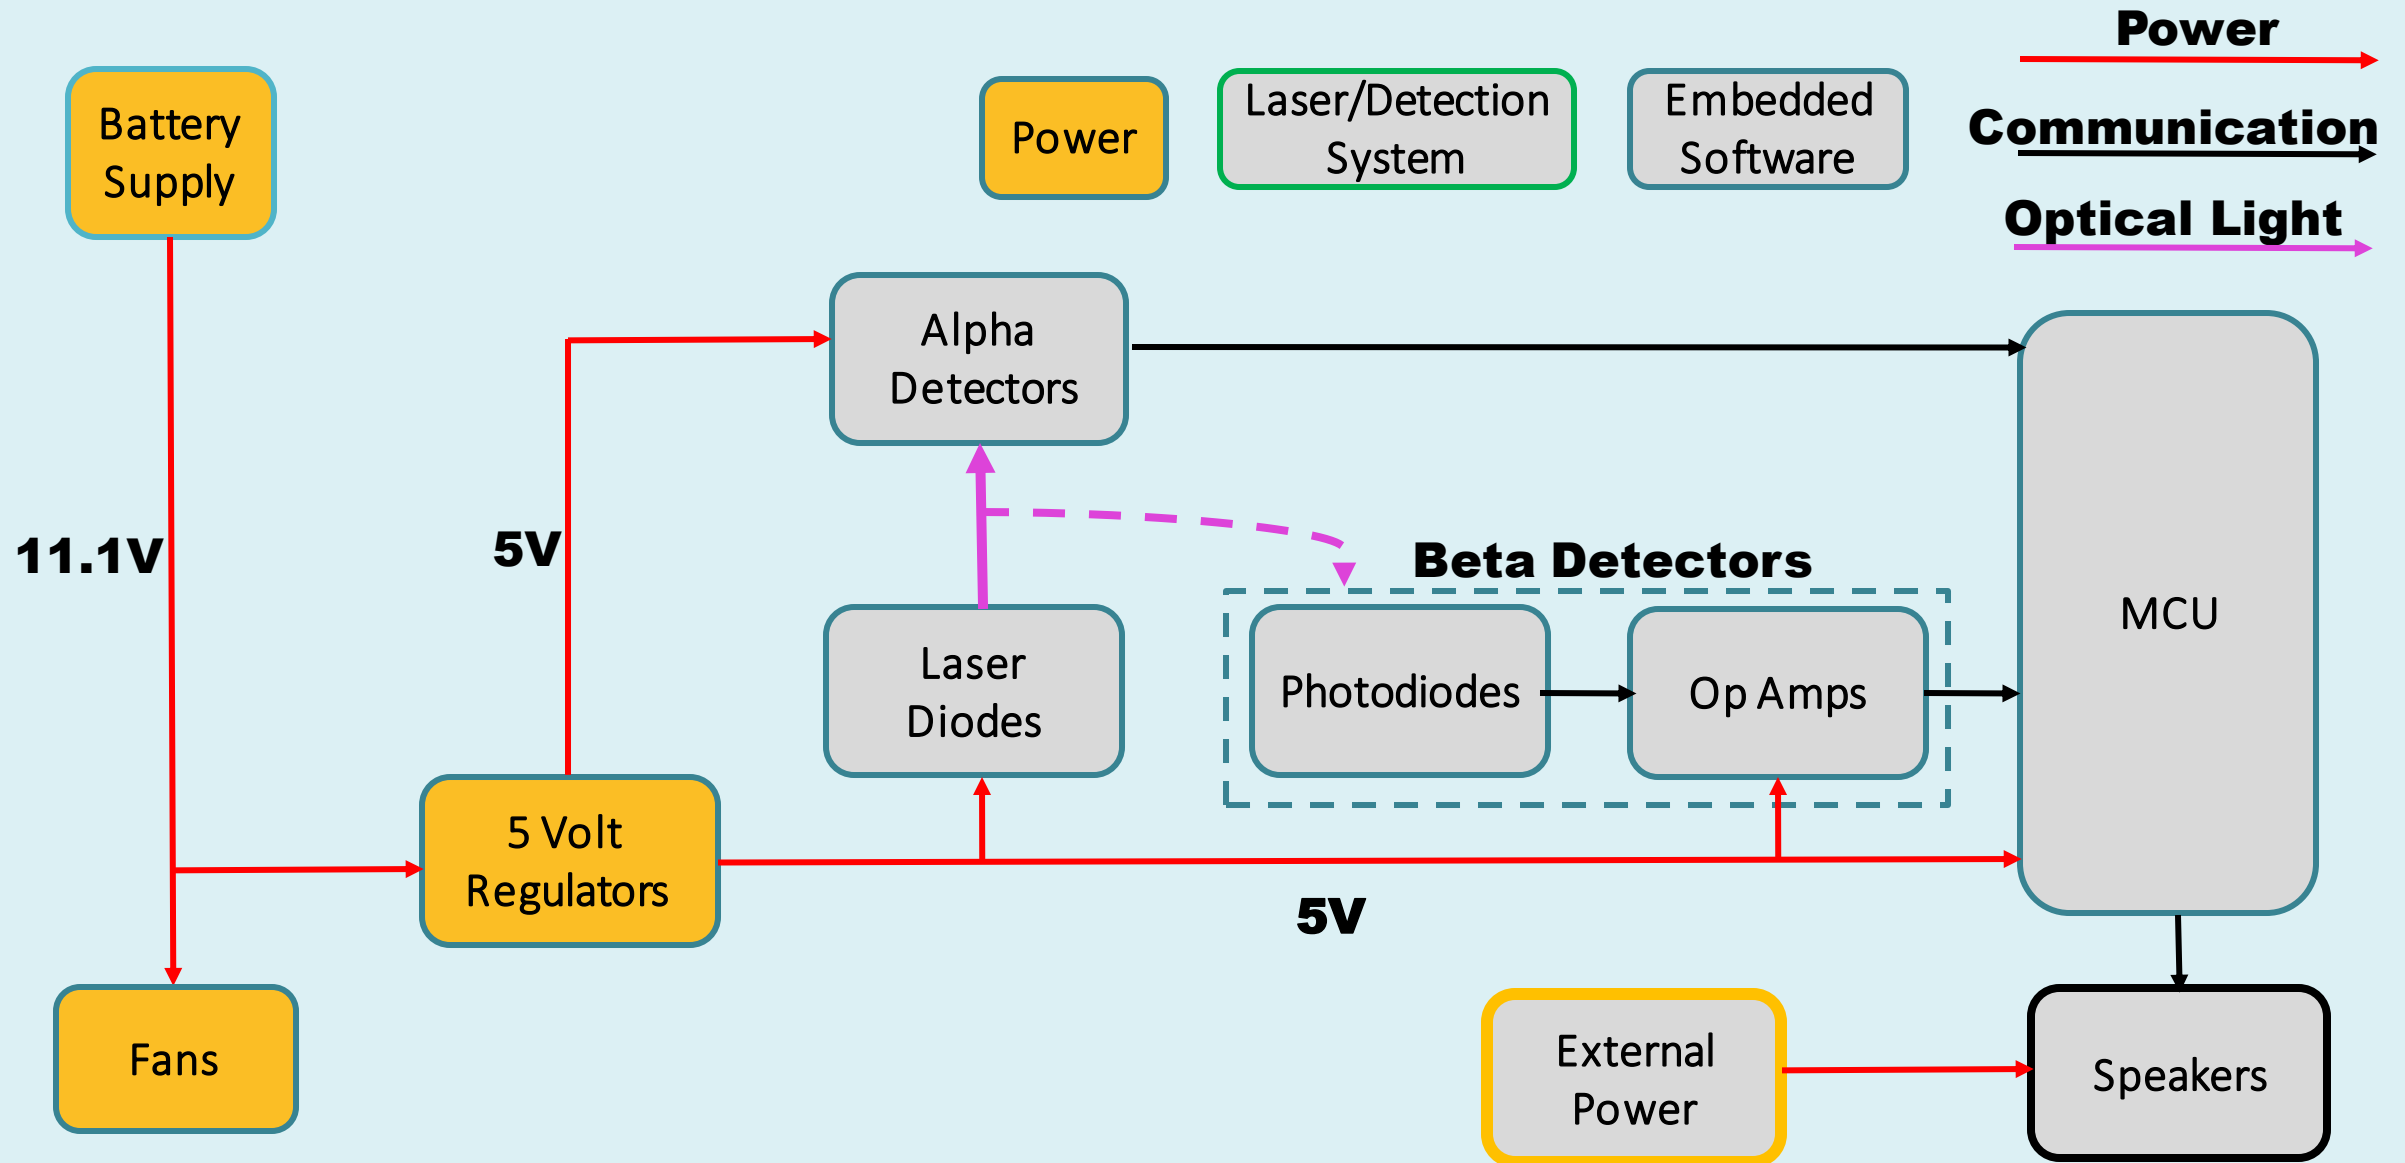 Power
Battery
Supply
Power
Laser/Detection
System
Embedded
Software
Communication
Optical Light
Alpha
Detectors
11.1V
5V
Beta Detectors
Laser
Diodes
Photodiodes
Op Amps
MCU
5 Volt
Regulators
5V
Fans
External
Power
Speakers